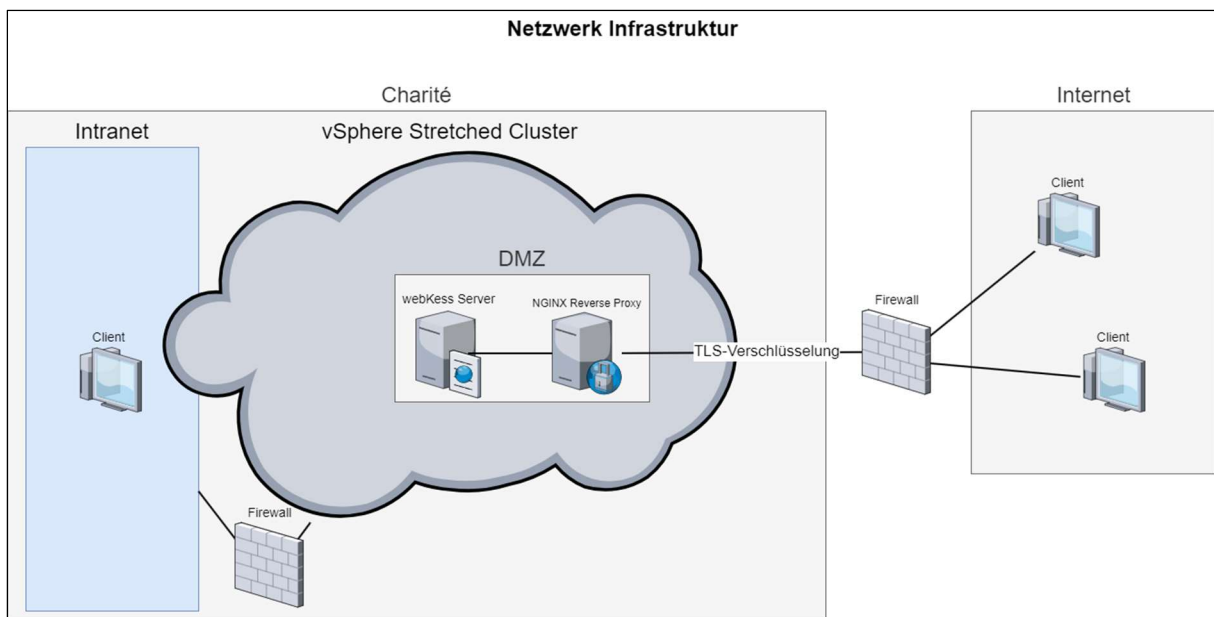 Netzwerk Infrastruktur
Charité
Internet
Intranet
vSphere Stretched Cluster
Client
DMZ
webKess Server
NGINX Reverse Proxy
Firewall
Client
Client
TLS-Verschlüsselung
Firewall